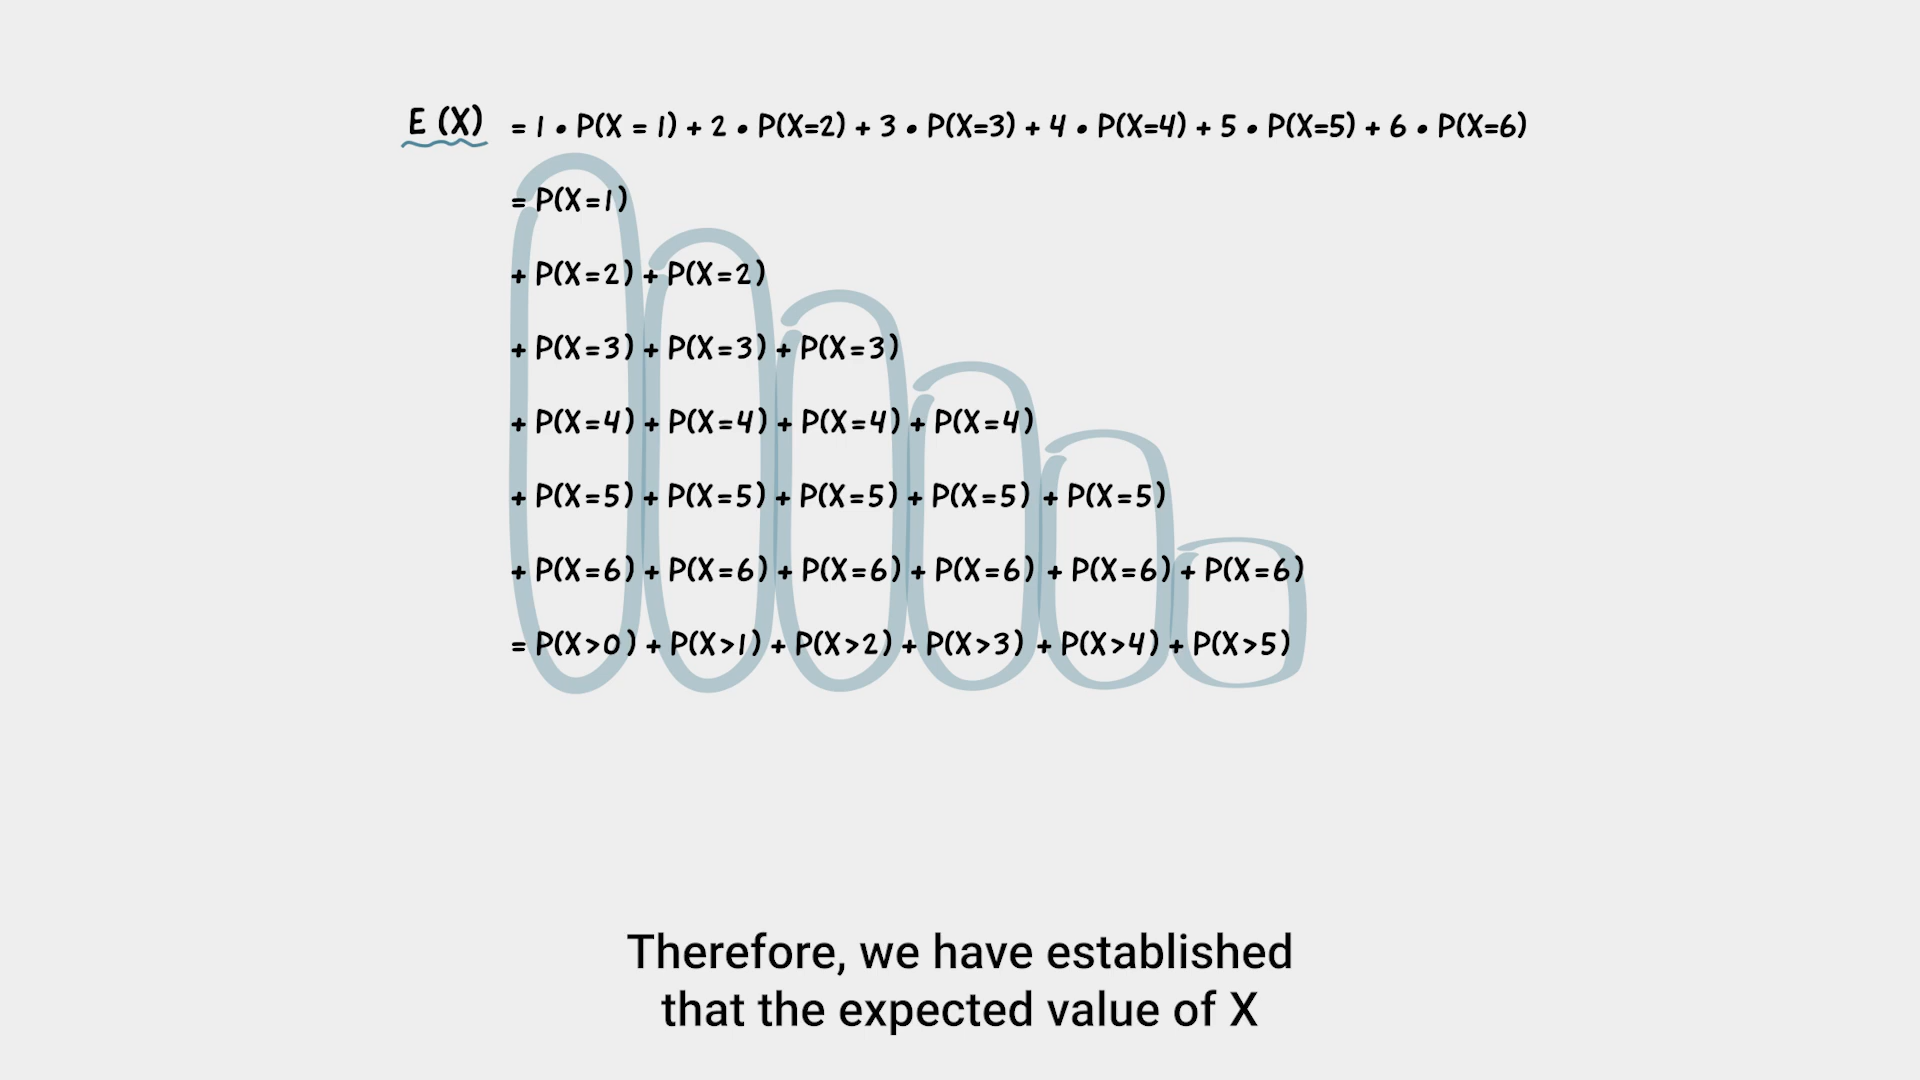 E (X) = 1 • P(X = 1) + 2 • P(X=2) + 3 • P(X=3) + 4 • P(X=4) + 5 • P(X=5) + 6 • P(X=6)
= P(X=1)
+ P(X=2) + P(X=2)
+ P(X=3) + P(X=3) + P(X=3)
+ P(X=4) + P(X=4) + P(X=4) + P(X=4)
+ P(X=5) + P(X=5) + P(X=5) + P(X=5) + P(X=5)
+ P(X=6) + P(X=6) + P(X=6) + P(X=6) + P(X=6) + P(X=6)
= P(X>0) + P(X>1) + P(X>2) + P(X>3) + P(X>4) + P(X>5)
Therefore, we have established
that the expected value of X